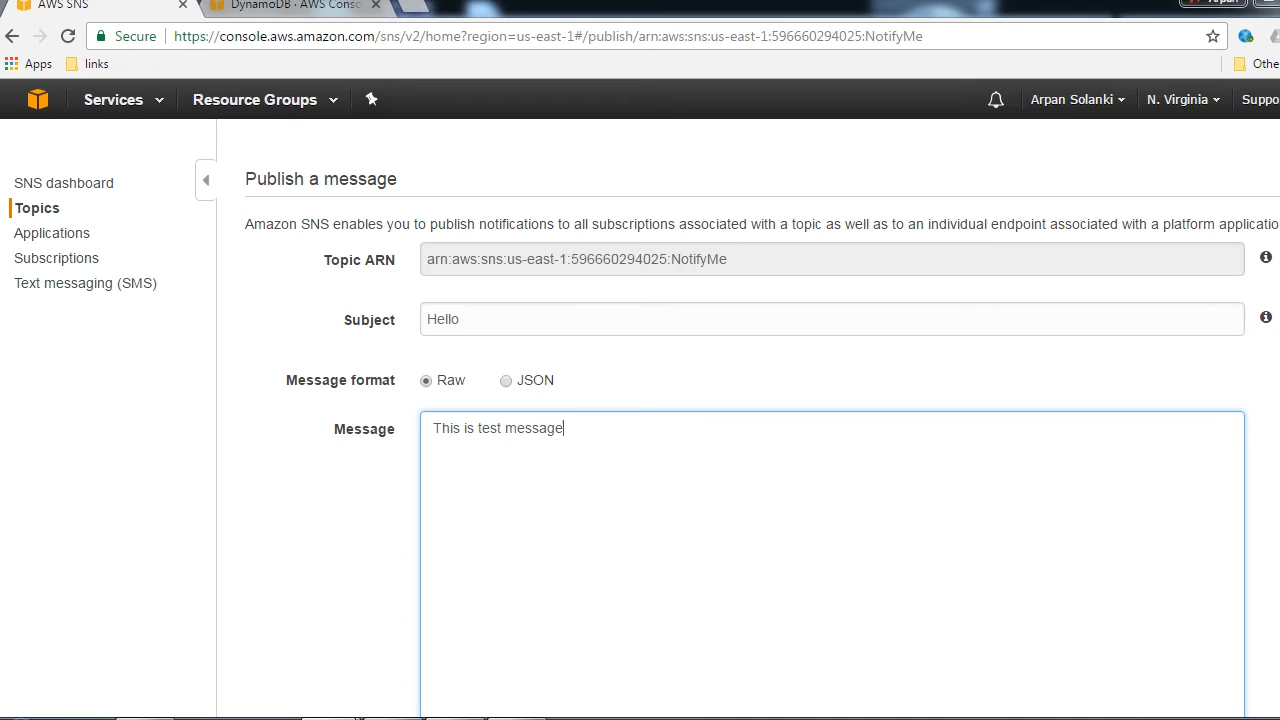 AWS SNS
DynamoDB · AWS Conso
Arpan
Secure
https://console.aws.amazon.com/sns/v2/home?region=us-east-1#/publish/arn:aws:sns:us-east-1:596660294025:NotifyMe
Apps
links
Othe
Services
Resource Groups
Arpan Solanki
N. Virginia
Suppo
SNS dashboard
Topics
Applications
Subscriptions
Text messaging (SMS)
Publish a message
Amazon SNS enables you to publish notifications to all subscriptions associated with a topic as well as to an individual endpoint associated with a platform applicatio
Topic ARN
arn:aws:sns:us-east-1:596660294025:NotifyMe
Subject
Hello
Message format
Raw
JSON
Message
This is test message